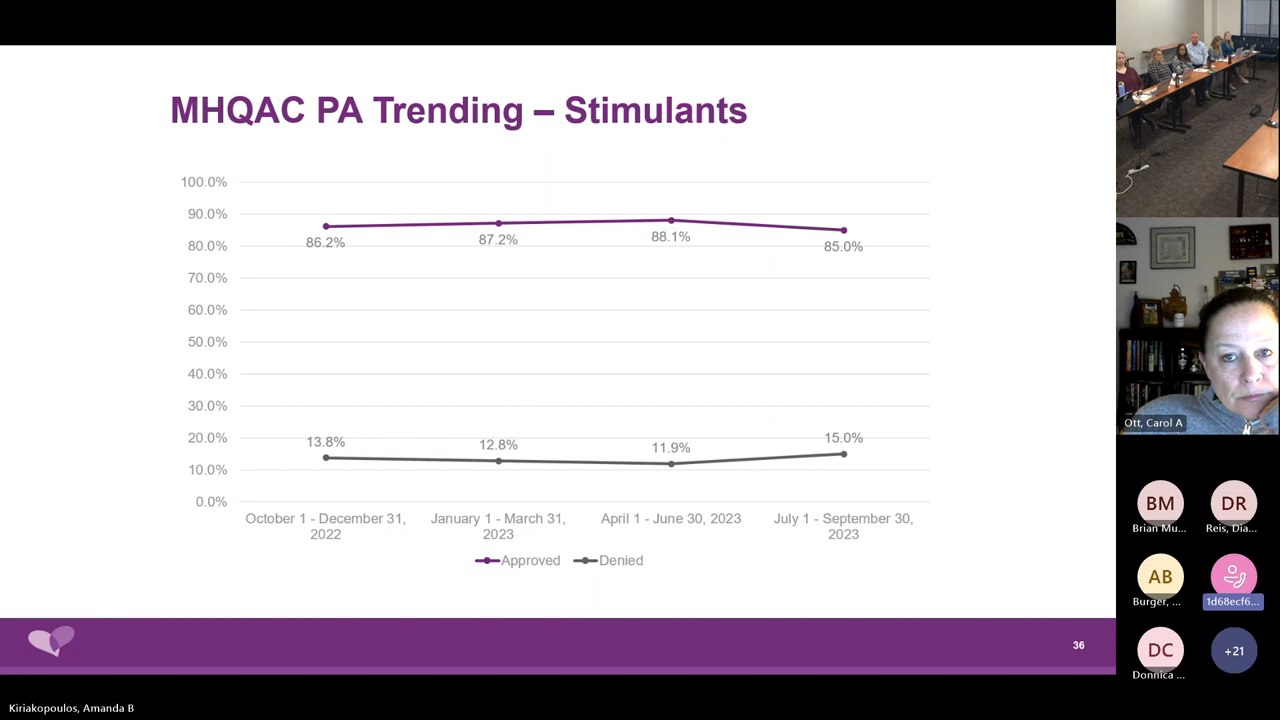 MHQAC PA Trending – Stimulants
100.0%
90.0%
80.0%
70.0%
60.0%
50.0%
40.0%
30.0%
20.0%
10.0%
0.0%
86.2%
87.2%
88.1%
85.0%
13.8%
12.8%
11.9%
15.0%
October 1 - December 31,
2022
January 1 - March 31,
2023
April 1 - June 30, 2023
July 1 - September 30,
2023
Approved
Denied
36
Ott, Carol A
BM
Brian Mu...
DR
Reis, Dia...
AB
Burger, ...
1d68ecf6...
DC
Donnica ...
+21
Kiriakopoulos, Amanda B